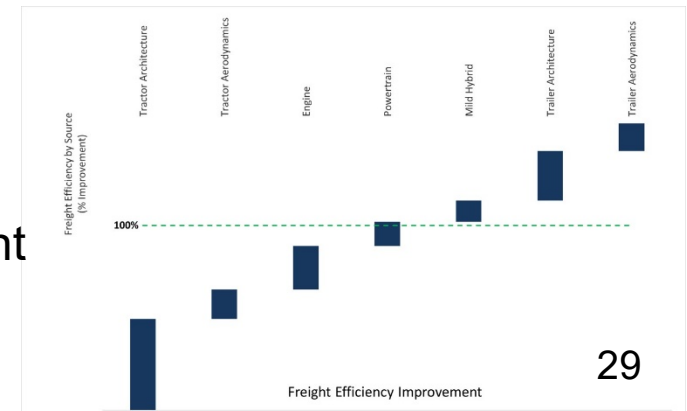 Tractor Architecture
Tractor Aerodynamics
Engine
Powertrain
Mild Hybrid
Trailer Architecture
Trailer Aerodynamics
Freight Efficiency by Source
(% Improvement)
100%
nt
Freight Efficiency Improvement
29